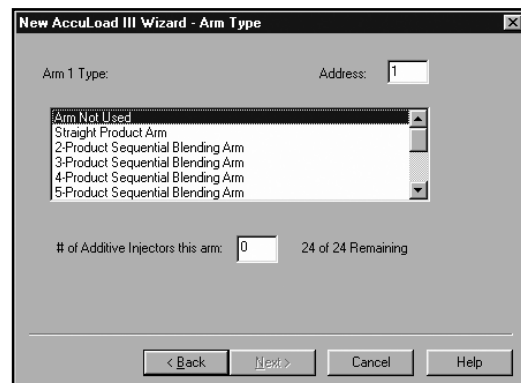 New AccuLoad III Wizard - Arm Type
Arm 1 Type: Address: 1
Arm Not Used
Straight Product Arm
2-Product Sequential Blending Arm
3-Product Sequential Blending Arm
4-Product Sequential Blending Arm
5-Product Sequential Blending Arm
# of Additive Injectors this arm: 0 24 of 24 Remaining
< Back Next > Cancel Help